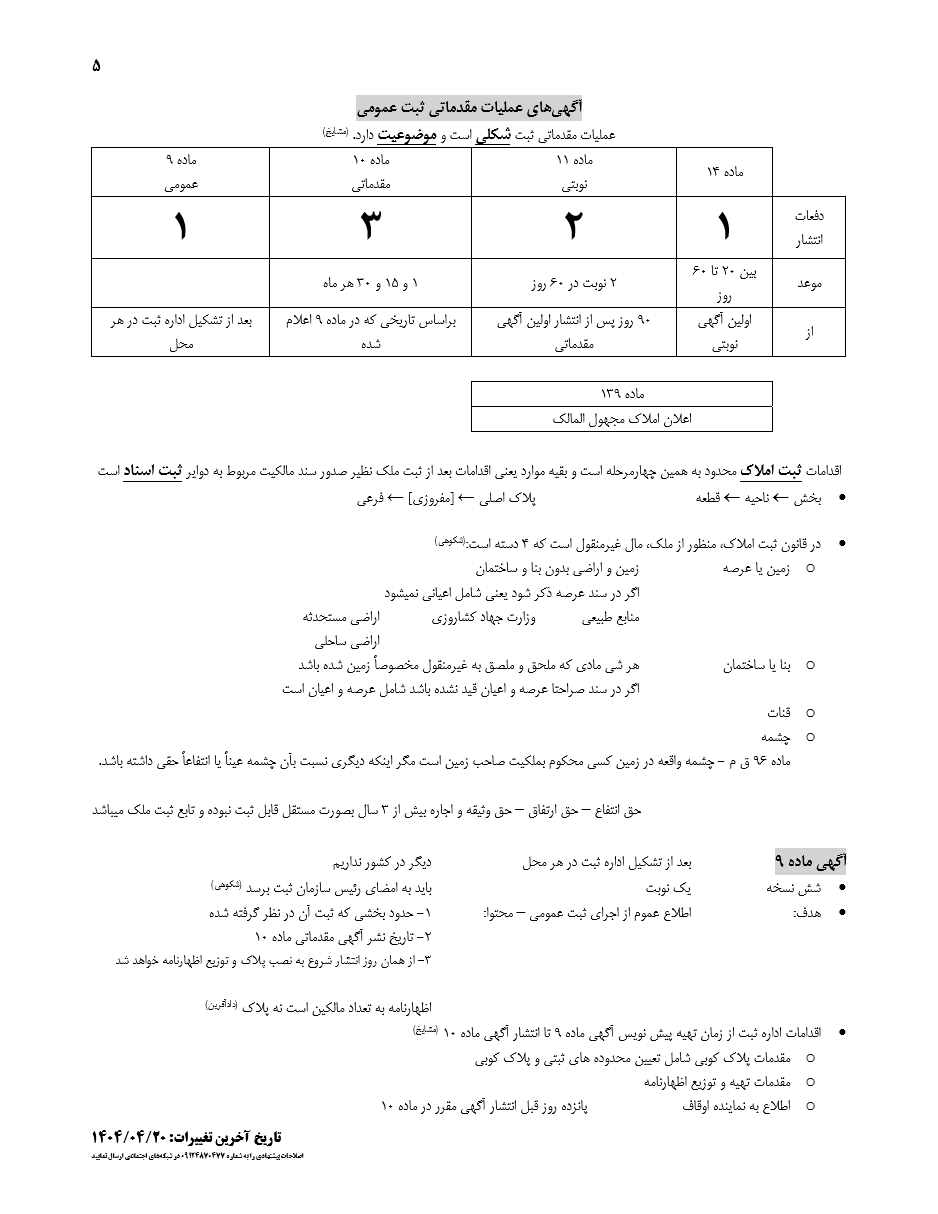 ۵
آگهی‌های عملیات مقدماتی ثبت عمومی
عملیات مقدماتی ثبت شکلی است و موضوعیت دارد. (مشایخ)
ماده ۱۴ ماده ۱۱ نوبتی ماده ۱۰ مقدماتی ماده ۹ عمومی
دفعات انتشار ۱ ۲ ۳ ۱
موعد بین ۲۰ تا ۶۰ روز ۲ نوبت در ۶۰ روز ۱ و ۱۵ و ۳۰ هر ماه
از اولین آگهی نوبتی ۹۰ روز پس از انتشار اولین آگهی مقدماتی براساس تاریخی که در ماده ۹ اعلام شده بعد از تشکیل اداره ثبت در هر محل
ماده ۱۳۹
اعلان املاک مجهول المالک
اقدامات ثبت املاک محدود به همین چهارمرحله است و بقیه موارد یعنی اقدامات بعد از ثبت ملک نظیر صدور سند مالکیت مربوط به دوایر ثبت اسناد است
• بخش ← ناحیه ← قطعه پلاک اصلی ← [مفروزی] ← فرعی
• در قانون ثبت املاک، منظور از ملک، مال غیرمنقول است که ۴ دسته است:(شکوهی)
○ زمین یا عرصه زمین و اراضی بدون بنا و ساختمان
اگر در سند عرصه ذکر شود یعنی شامل اعیانی نمیشود
منابع طبیعی وزارت جهاد کشاروزی اراضی مستحدثه
اراضی ساحلی
○ بنا یا ساختمان هر شی مادی که ملحق و ملصق به غیرمنقول مخصوصاً زمین شده باشد
اگر در سند صراحتا عرصه و اعیان قید نشده باشد شامل عرصه و اعیان است
○ قنات
○ چشمه
ماده ۹۶ ق م – چشمه واقعه در زمین کسی محکوم بملکیت صاحب زمین است مگر اینکه دیگری نسبت بآن چشمه عیناً یا انتفاعاً حقی داشته باشد.
حق انتفاع – حق ارتفاق – حق وثیقه و اجاره بیش از ۳ سال بصورت مستقل قابل ثبت نبوده و تابع ثبت ملک میباشد
آگهی ماده ۹ بعد از تشکیل اداره ثبت در هر محل دیگر در کشور نداریم
• شش نسخه یک نوبت باید به امضای رئیس سازمان ثبت برسد (شکوهی)
• هدف: اطلاع عموم از اجرای ثبت عمومی – محتوا: ۱- حدود بخشی که ثبت آن در نظر گرفته شده
۲- تاریخ نشر آگهی مقدماتی ماده ۱۰
۳- از همان روز انتشار شروع به نصب پلاک و توزیع اظهارنامه خواهد شد
اظهارنامه به تعداد مالکین است نه پلاک (دادآفرین)
• اقدامات اداره ثبت از زمان تهیه پیش نویس آگهی ماده ۹ تا انتشار آگهی ماده ۱۰ (مشایخ)
○ مقدمات پلاک کوبی شامل تعیین محدوده های ثبتی و پلاک کوبی
○ مقدمات تهیه و توزیع اظهارنامه
○ اطلاع به نماینده اوقاف پانزده روز قبل انتشار آگهی مقرر در ماده ۱۰
تاریخ آخرین تغییرات: ۱۴۰۴/۰۴/۲۰
اصلاحات پیشنهادی را به شماره ۰۹۱۲۴۸۷۰۴۷۷ در شبکه‌های اجتماعی ارسال نمایید